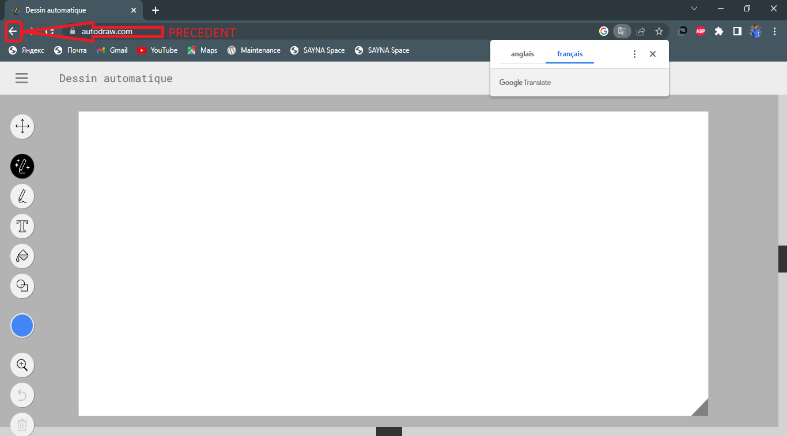 Dessin automatique
autodraw.com
PRECEDENT
Яндекс
Почта
Gmail
YouTube
Maps
Maintenance
SAYNA Space
SAYNA Space
anglais
français
Google Translate
Dessin automatique
ABP
T